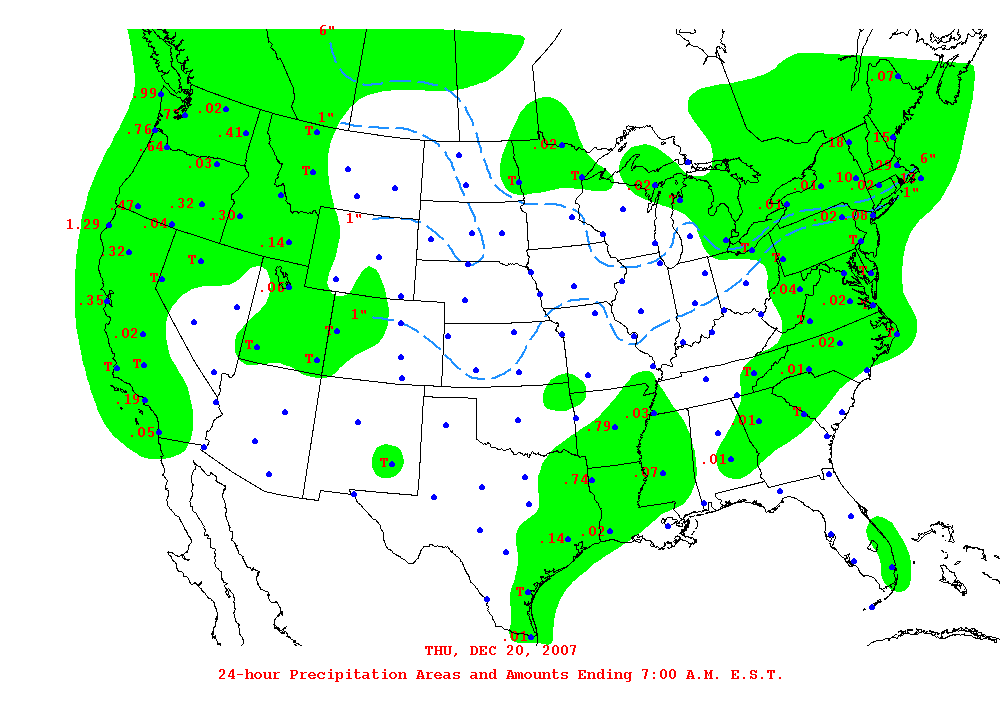 6"
.07
.99
.02
1"
.76
.41
T
.15
.64
.18
.02
6"
.03
.29
T
.10
1"
T
T
.02
.01
.02
T
.47
.32
.01
1.29
.04
.30
1"
.02
.08
.32
.14
T
T
T
T
T
.06
.04
T
.35
.02
T
1"
T
T
.02
T
.02
T
T
T
T
.01
T
.19
.03
T
.05
.79
.01
T
.01
.74
.97
.14
.02
T
.01
THU, DEC 20, 2007
24-hour Precipitation Areas and Amounts Ending 7:00 A.M. E.S.T.